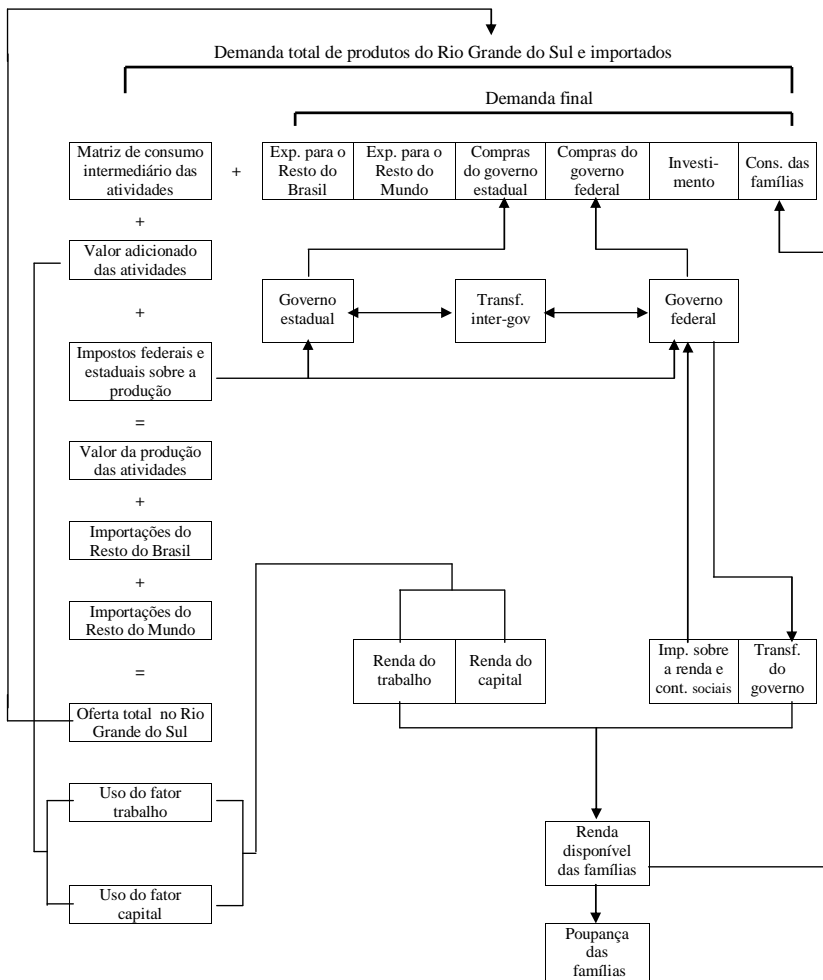 Demanda total de produtos do Rio Grande do Sul e importados
Demanda final
Matriz de consumo
intermediário das
atividades
+
Exp. para o
Resto do
Brasil
Exp. para o
Resto do
Mundo
Compras
do governo
estadual
Compras do
governo
federal
Investi-
mento
Cons. das
famílias
+
Valor adicionado
das atividades
+
Governo
estadual
Transf.
inter-gov
Governo
federal
Impostos federais e
estaduais sobre a
produção
=
Valor da produção
das atividades
+
Importações do
Resto do Brasil
+
Importações do
Resto do Mundo
=
Oferta total no Rio
Grande do Sul
Renda do
trabalho
Renda do
capital
Imp. sobre
a renda e
cont. sociais
Transf.
do
governo
Uso do fator
trabalho
Uso do fator
capital
Renda
disponível
das famílias
Poupança
das
famílias